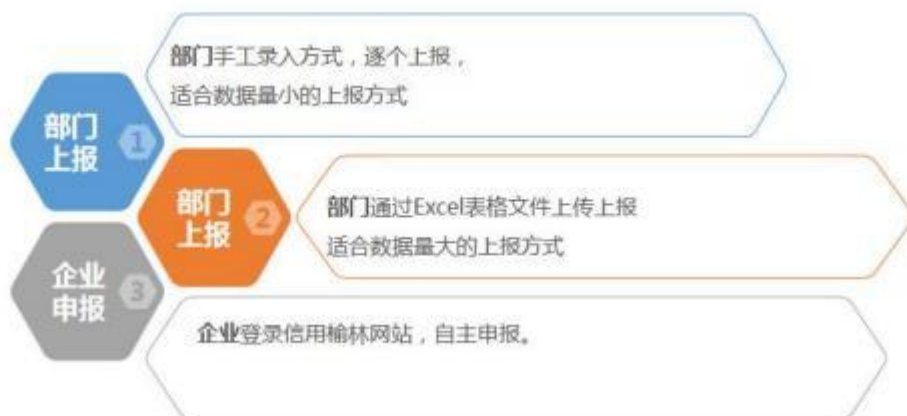 部门手工录入方式，逐个上报，
适合数据量小的上报方式
部门
上报
1
部门
上报
2
部门通过Excel表格文件上传上报
适合数据量大的上报方式
企业
申报
3
企业登录信用榆林网站，自主申报。